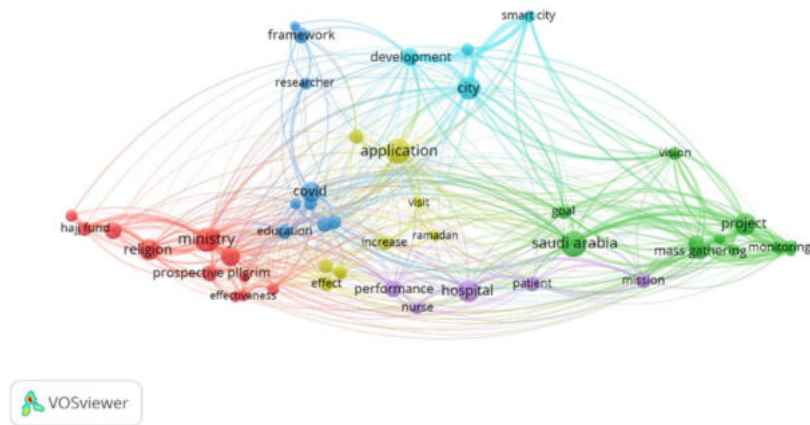 smart city
framework
development
researcher
city
application
vision
covid
visit
goal
hajj fund
project
ministry
education
ramadan
increase
saudi arabia
religion
mass gathering
monitoring
prospective pilgrim
effect
performance
hospital
patient
mission
effectiveness
nurse
VOSviewer